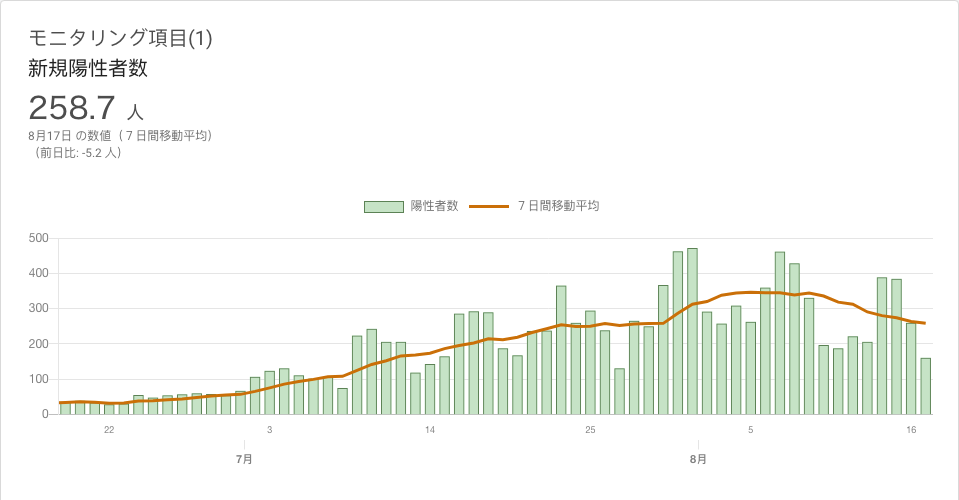 モニタリング項目(1)
新規陽性者数
258.7 人
8月17日 の数値（７日間移動平均）
（前日比: -5.2 人）
陽性者数 ７日間移動平均
500
400
300
200
100
0
22 3 14 25 5 16
7月 8月